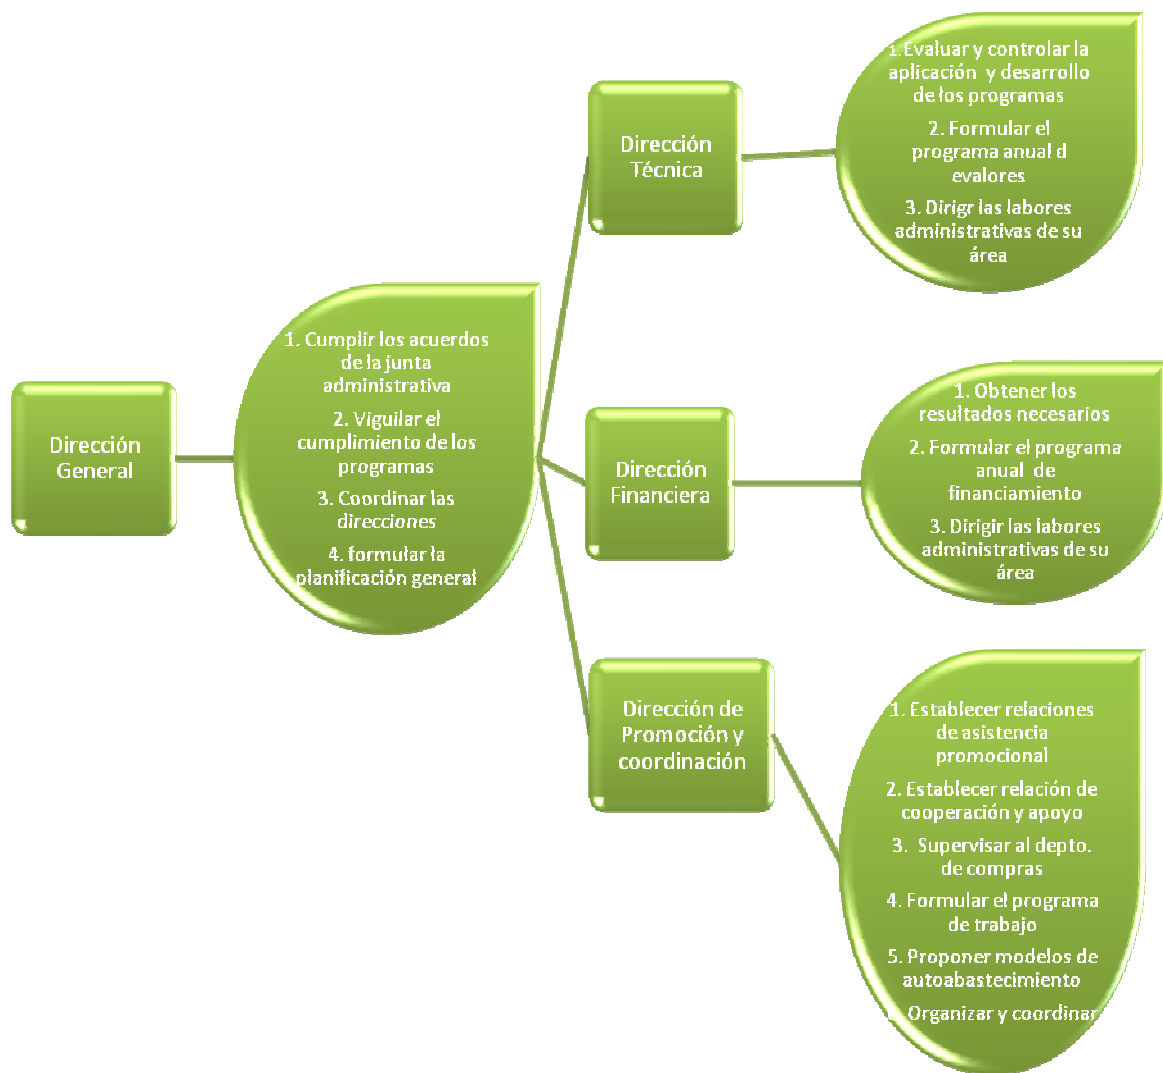 Dirección
General
1. Cumplir los acuerdos
de la junta
administrativa
2. Viguilar el
cumplimiento de los
programas
3. Coordinar las
direcciones
4. formular la
planificación general
Dirección
Técnica
1.Evaluar y controlar la
aplicación y desarrollo
de los programas
2. Formular el
programa anual d
evalores
3. Dirigr las labores
administrativas de su
área
Dirección
Financiera
1. Obtener los
resultados necesarios
2. Formular el programa
anual de
financiamiento
3. Dirigir las labores
administrativas de su
área
Dirección de
Promoción y
coordinación
1. Establecer relaciones
de asistencia
promocional
2. Establecer relación de
cooperación y apoyo
3. Supervisar al depto.
de compras
4. Formular el programa
de trabajo
5. Proponer modelos de
autoabastecimiento
6. Organizar y coordinar